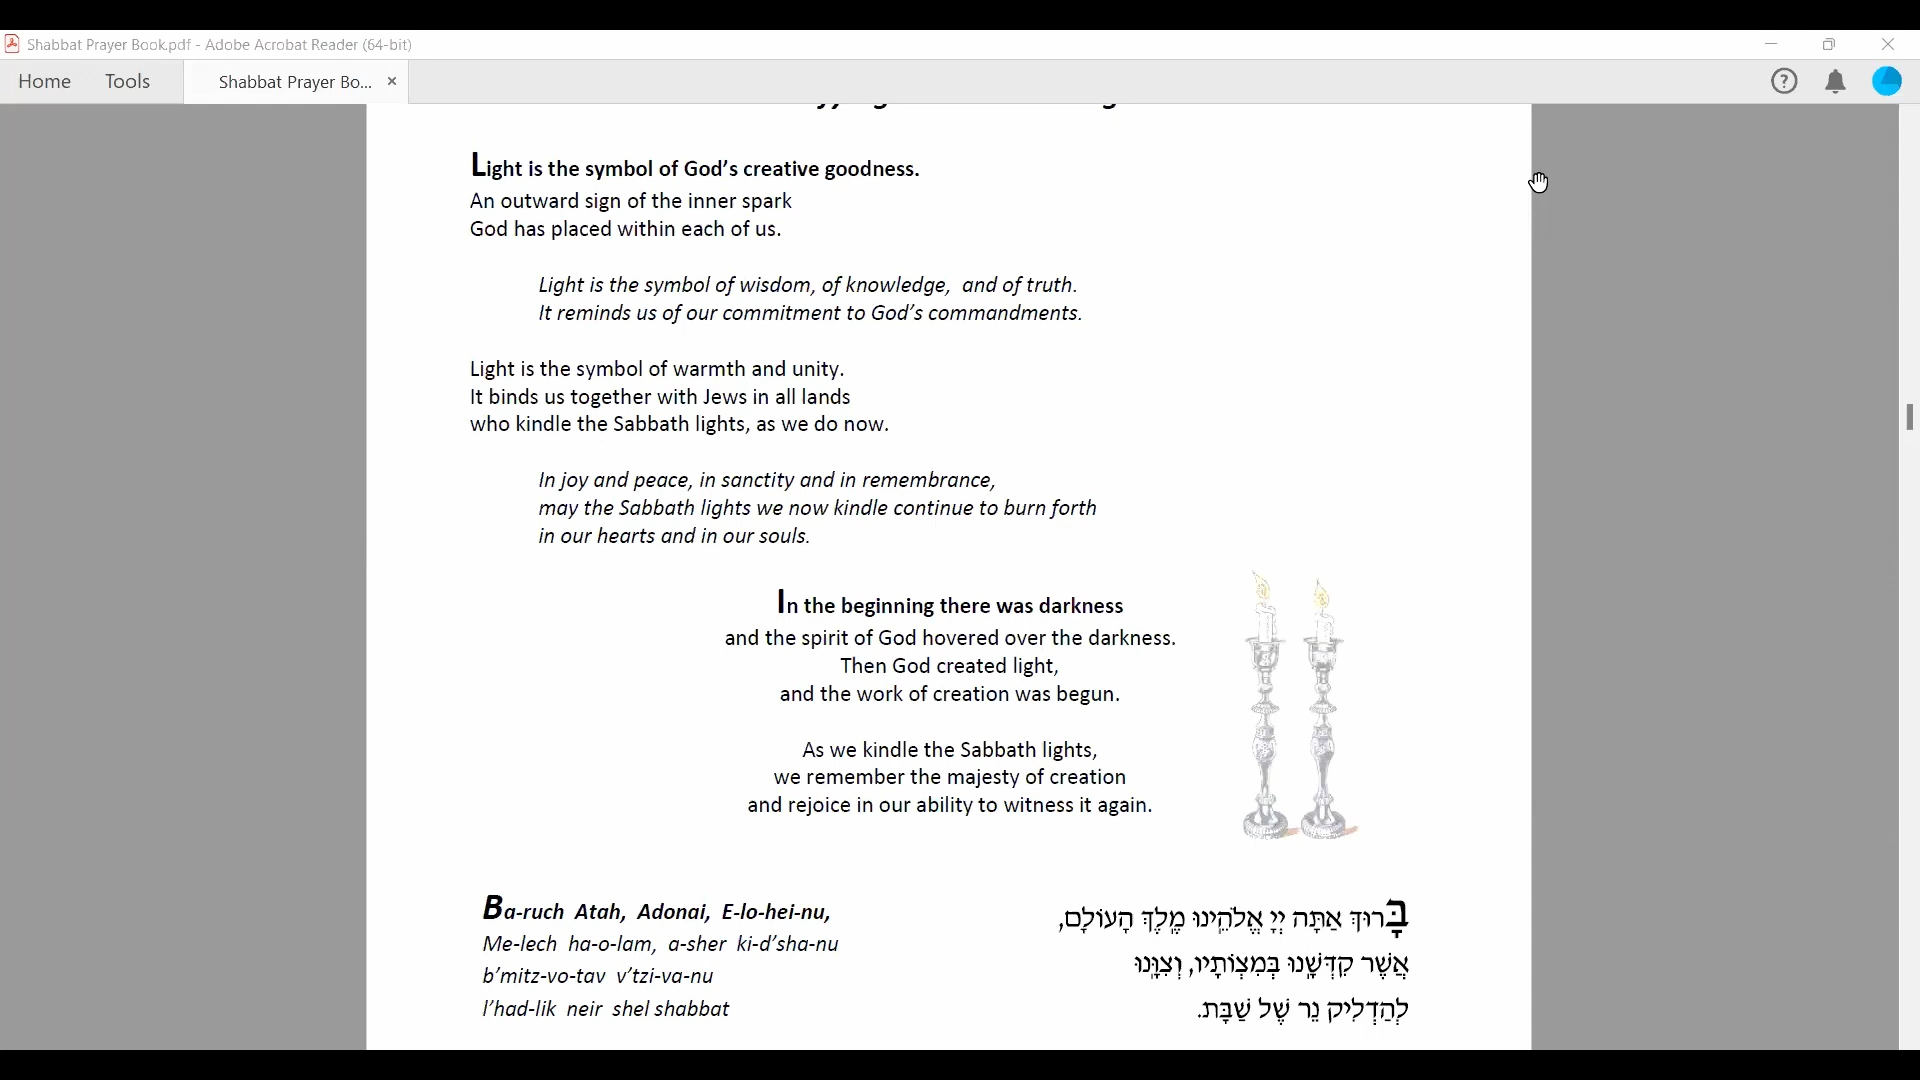 Shabbat Prayer Book.pdf - Adobe Acrobat Reader (64-bit)
Home Tools Shabbat Prayer Bo...
Light is the symbol of God’s creative goodness.
An outward sign of the inner spark
God has placed within each of us.
Light is the symbol of wisdom, of knowledge, and of truth.
It reminds us of our commitment to God’s commandments.
Light is the symbol of warmth and unity.
It binds us together with Jews in all lands
who kindle the Sabbath lights, as we do now.
In joy and peace, in sanctity and in remembrance,
may the Sabbath lights we now kindle continue to burn forth
in our hearts and in our souls.
In the beginning there was darkness
and the spirit of God hovered over the darkness.
Then God created light,
and the work of creation was begun.
As we kindle the Sabbath lights,
we remember the majesty of creation
and rejoice in our ability to witness it again.
Ba-ruch Atah, Adonai, E-lo-hei-nu,
Me-lech ha-o-lam, a-sher ki-d’sha-nu
b’mitz-vo-tav v’tzi-va-nu
l’had-lik neir shel shabbat
בָּרוּךְ אַתָּה יְיָ אֱלֹהֵֽינוּ מֶֽלֶךְ הָעוֹלָם,
אֲשֶׁר קִדְּשָֽׁנוּ בְּמִצְוֹתָיו, וְצִוָּֽנוּ
לְהַדְלִיק נֵר שֶׁל שַׁבָּת.